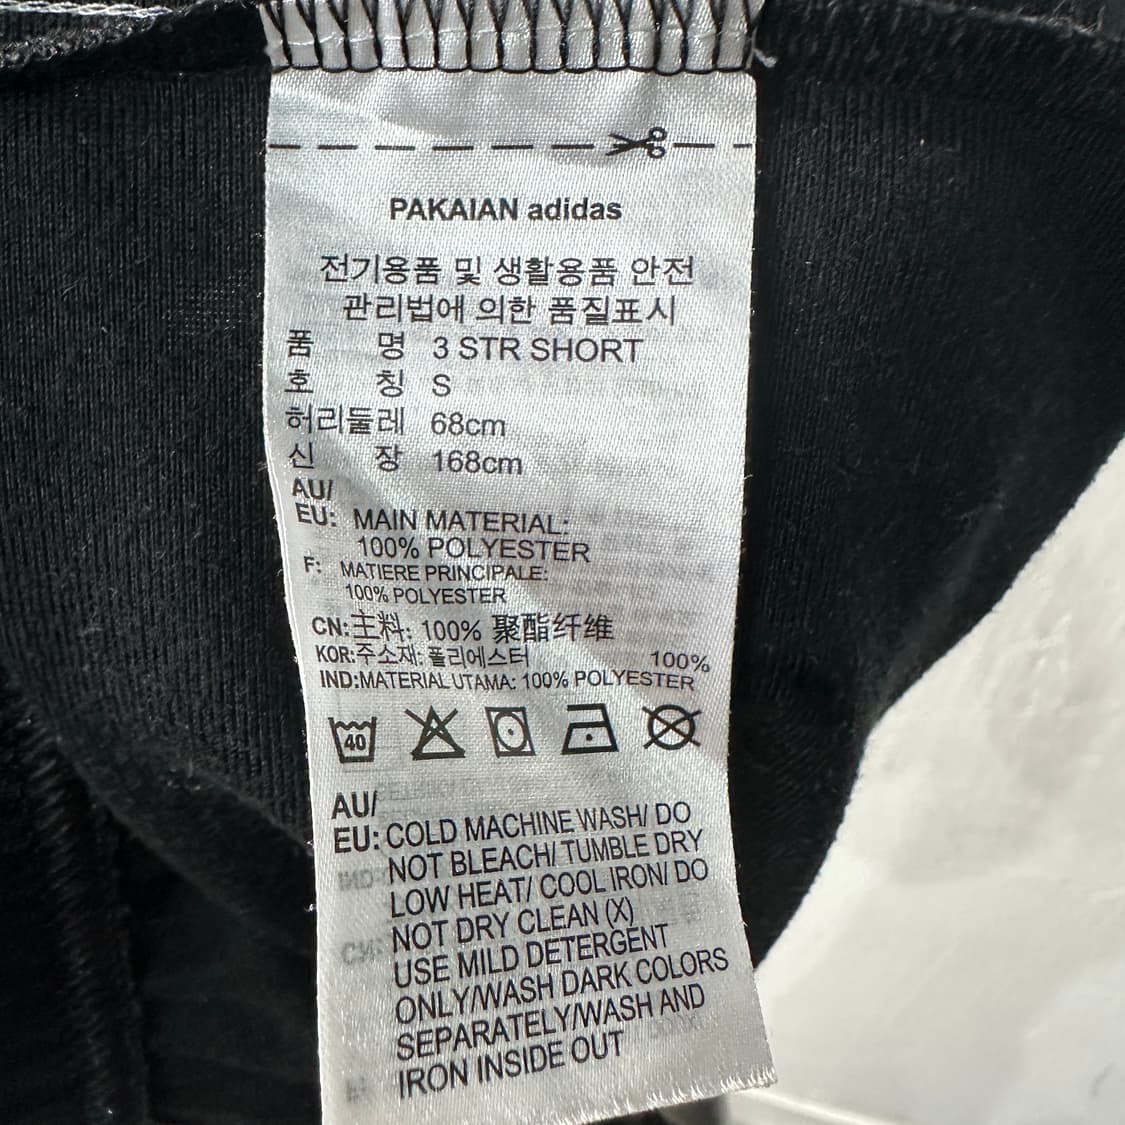 PAKAIAN adidas
전기용품 및 생활용품 안전
관리법에 의한 품질표시
품 명 3 STR SHORT
호 칭 S
허리둘레 68cm
신 장 168cm
AU/
EU: MAIN MATERIAL:
100% POLYESTER
F: MATIERE PRINCIPALE:
100% POLYESTER
CN:主料: 100% 聚酯纤维
KOR:주소재: 폴리에스터 100%
IND:MATERIAL UTAMA: 100% POLYESTER
40
AU/
EU: COLD MACHINE WASH/ DO
NOT BLEACH/ TUMBLE DRY
LOW HEAT/ COOL IRON/ DO
NOT DRY CLEAN (X)
USE MILD DETERGENT
ONLY/WASH DARK COLORS
SEPARATELY/WASH AND
IRON INSIDE OUT